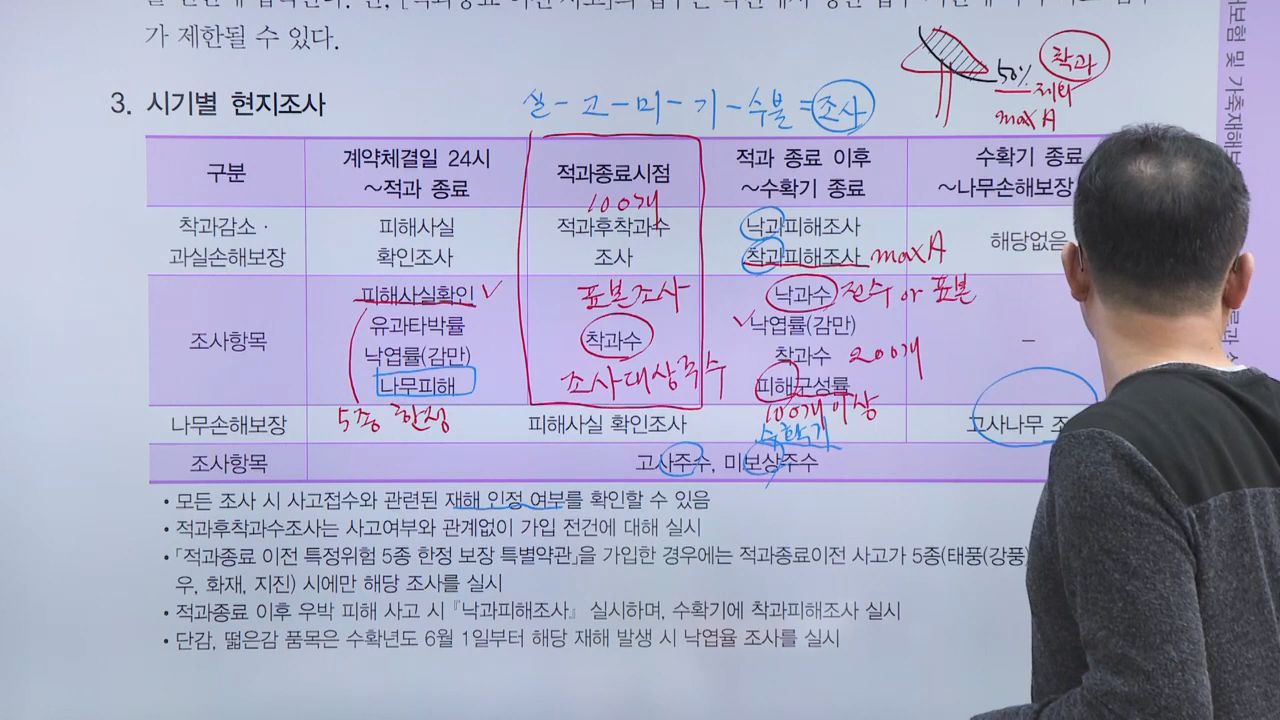 가 제한될 수 있다.
50% 착과
제외
max A
3. 시기별 현지조사
실-고-미-기-수불=조사
구분
계약체결일 24시
~적과 종료
적과종료시점
적과 종료 이후
~수확기 종료
수확기 종료
~나무손해보장
100개
착과감소·
과실손해보장
피해사실
확인조사
적과후착과수
조사
낙과피해조사
착과피해조사 max A
해당없음
조사항목
피해사실확인
유과타박률
낙엽률(감만)
나무피해
5종 한정
표본조사
착과수
조사대상주수
낙과수 전수 or 표본
낙엽률(감만)
착과수 200개
피해구성률
100개 이상
수확기
–
나무손해보장
피해사실 확인조사
고사나무 조
조사항목
고사주수, 미보상주수
• 모든 조사 시 사고접수와 관련된 재해 인정 여부를 확인할 수 있음
• 적과후착과수조사는 사고여부와 관계없이 가입 전건에 대해 실시
• 「적과종료 이전 특정위험 5종 한정 보장 특별약관」을 가입한 경우에는 적과종료이전 사고가 5종(태풍(강풍)
우, 화재, 지진) 시에만 해당 조사를 실시
• 적과종료 이후 우박 피해 사고 시 『낙과피해조사』 실시하며, 수확기에 착과피해조사 실시
• 단감, 떫은감 품목은 수확년도 6월 1일부터 해당 재해 발생 시 낙엽율 조사를 실시